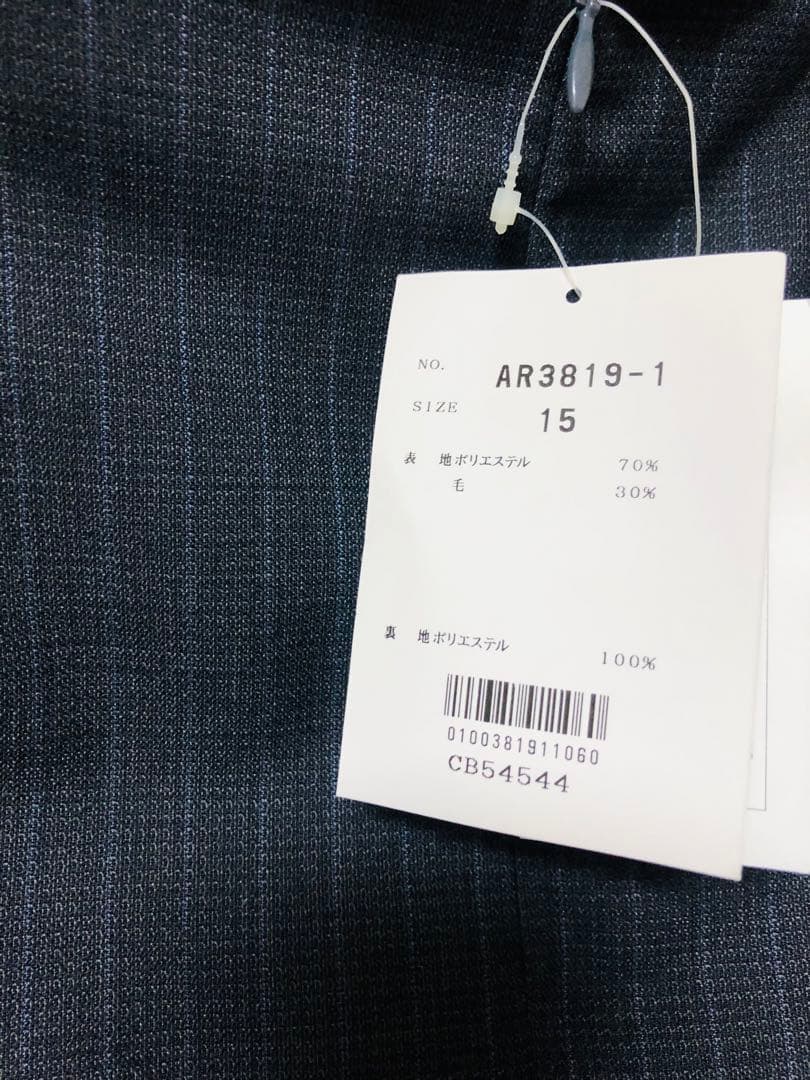 NO. AR3819-1
SIZE 15
表 地ポリエステル 70%
毛 30%
裏 地ポリエステル 100%
0100381911060
CB54544